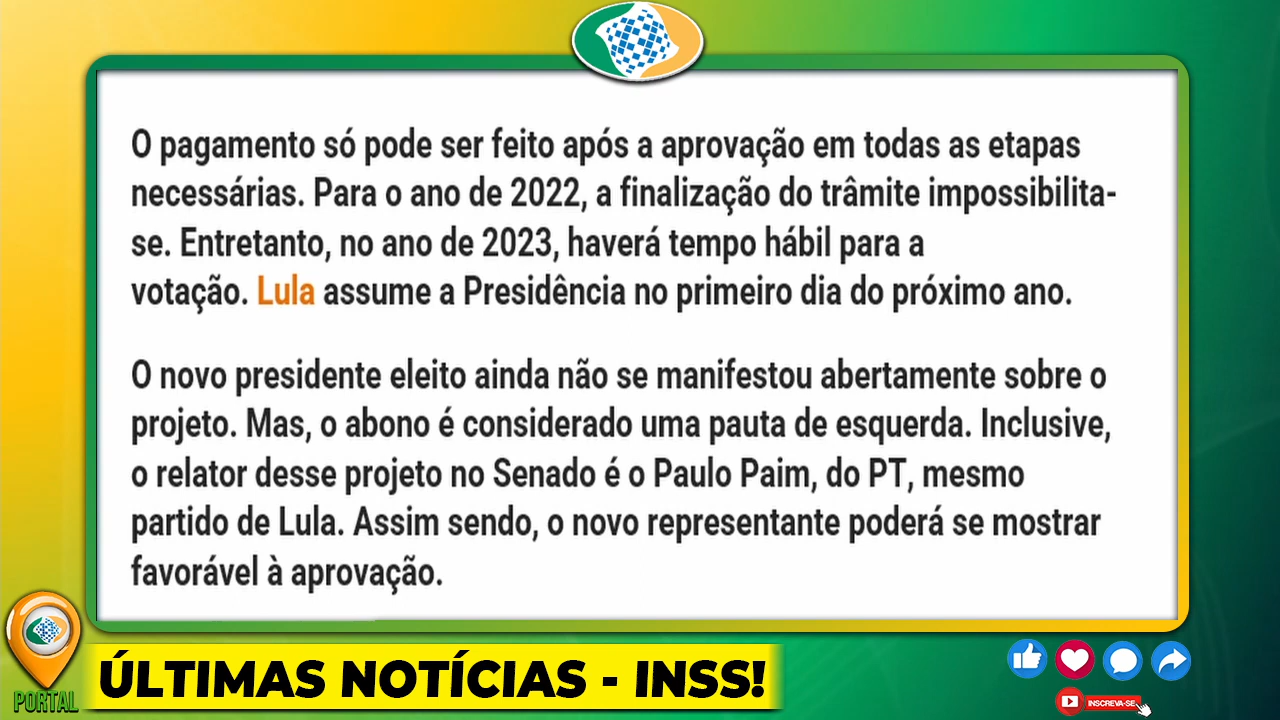 O pagamento só pode ser feito após a aprovação em todas as etapas
necessárias. Para o ano de 2022, a finalização do trâmite impossibilita-
se. Entretanto, no ano de 2023, haverá tempo hábil para a
votação. Lula assume a Presidência no primeiro dia do próximo ano.
O novo presidente eleito ainda não se manifestou abertamente sobre o
projeto. Mas, o abono é considerado uma pauta de esquerda. Inclusive,
o relator desse projeto no Senado é o Paulo Paim, do PT, mesmo
partido de Lula. Assim sendo, o novo representante poderá se mostrar
favorável à aprovação.
PORTAL
ÚLTIMAS NOTÍCIAS - INSS!
INSCREVA-SE